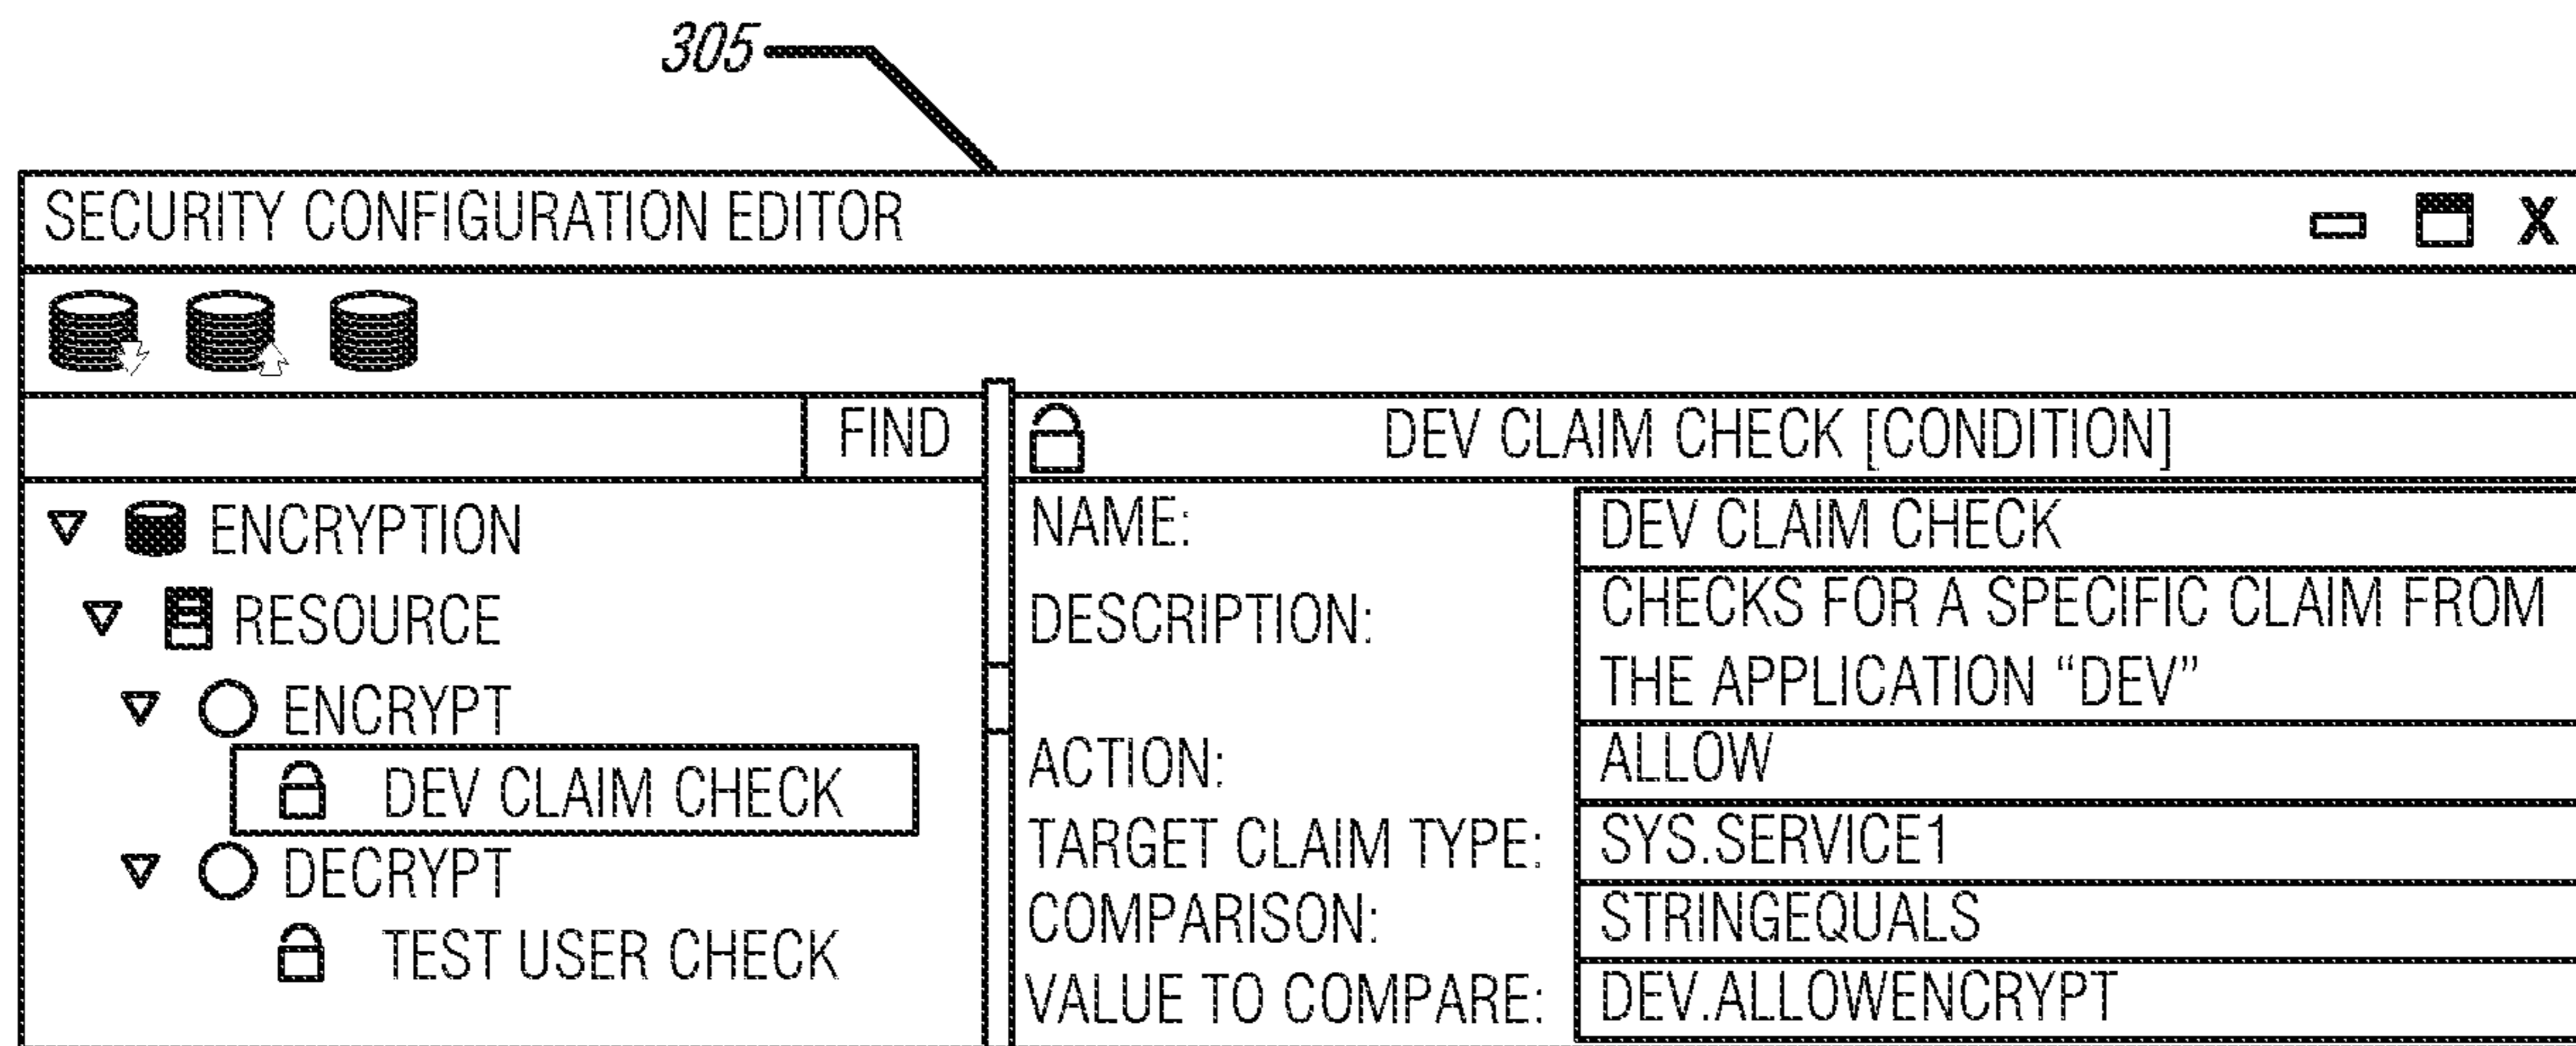 305
SECURITY CONFIGURATION EDITOR
X
FIND
ENCRYPTION
RESOURCE
ENCRYPT
DEV CLAIM CHECK
DECRYPT
TEST USER CHECK
DEV CLAIM CHECK [CONDITION]
NAME: DEV CLAIM CHECK
DESCRIPTION: CHECKS FOR A SPECIFIC CLAIM FROM
THE APPLICATION “DEV”
ACTION: ALLOW
TARGET CLAIM TYPE: SYS.SERVICE1
COMPARISON: STRINGEQUALS
VALUE TO COMPARE: DEV.ALLOWENCRYPT